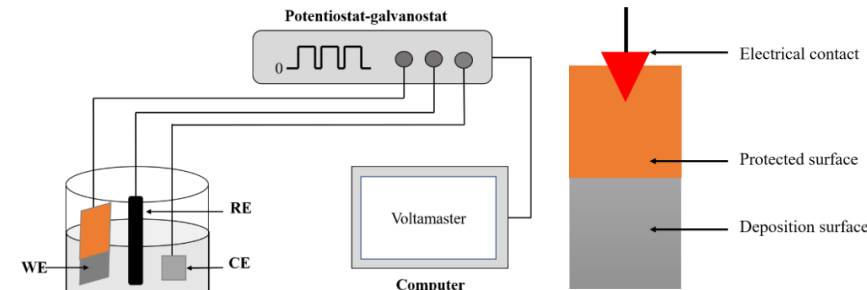 Potentiostat-galvanostat
0
Electrical contact
Protected surface
RE
Voltamaster
Deposition surface
WE
CE
Computer